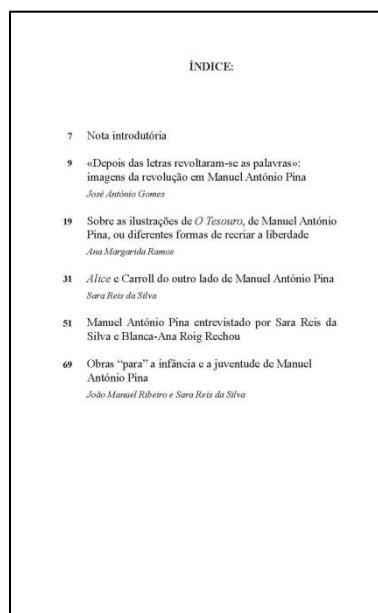 ÍNDICE:
7 Nota introdutória
9 «Depois das letras revoltaram-se as palavras»:
imagens da revolução em Manuel António Pina
José António Gomes
19 Sobre as ilustrações de O Tesouro, de Manuel António
Pina, ou diferentes formas de recriar a liberdade
Ana Margarida Ramos
31 Alice e Carroll do outro lado de Manuel António Pina
Sara Reis da Silva
51 Manuel António Pina entrevistado por Sara Reis da
Silva e Blanca-Ana Roig Rechou
69 Obras “para” a infância e a juventude de Manuel
António Pina
João Manuel Ribeiro e Sara Reis da Silva